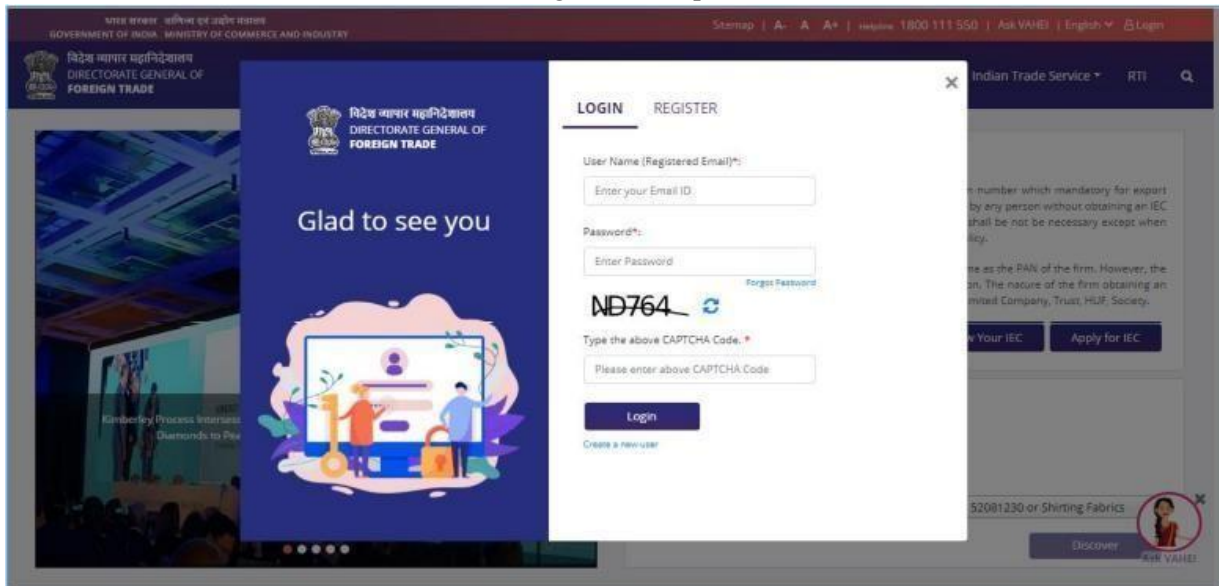 भारत सरकार वाणिज्य एवं उद्योग मंत्रालय
GOVERNMENT OF INDIA MINISTRY OF COMMERCE AND INDUSTRY
Sitemap | A- A A+ | Helpline 1800 111 550 | Ask VAHEI | English Login
विदेश व्यापार महानिदेशालय
DIRECTORATE GENERAL OF
FOREIGN TRADE
Indian Trade Service RTI
विदेश व्यापार महानिदेशालय
DIRECTORATE GENERAL OF
FOREIGN TRADE
Glad to see you
LOGIN REGISTER
User Name (Registered Email)*:
Enter your Email ID
Password*:
Enter Password
Forgot Password
ND764
Type the above CAPTCHA Code. *
Please enter above CAPTCHA Code
Login
Create a new user
number which mandatory for export
by any person without obtaining an IEC
shall be not be necessary except when
me as the PAN of the firm. However, the
on. The nature of the firm obtaining an
imited Company, Trust, HUF, Society.
w Your IEC Apply for IEC
Kimberley Process Intersess
Diamonds to Pea
52081230 or Shirting Fabrics
Discover
ASK VAHEI